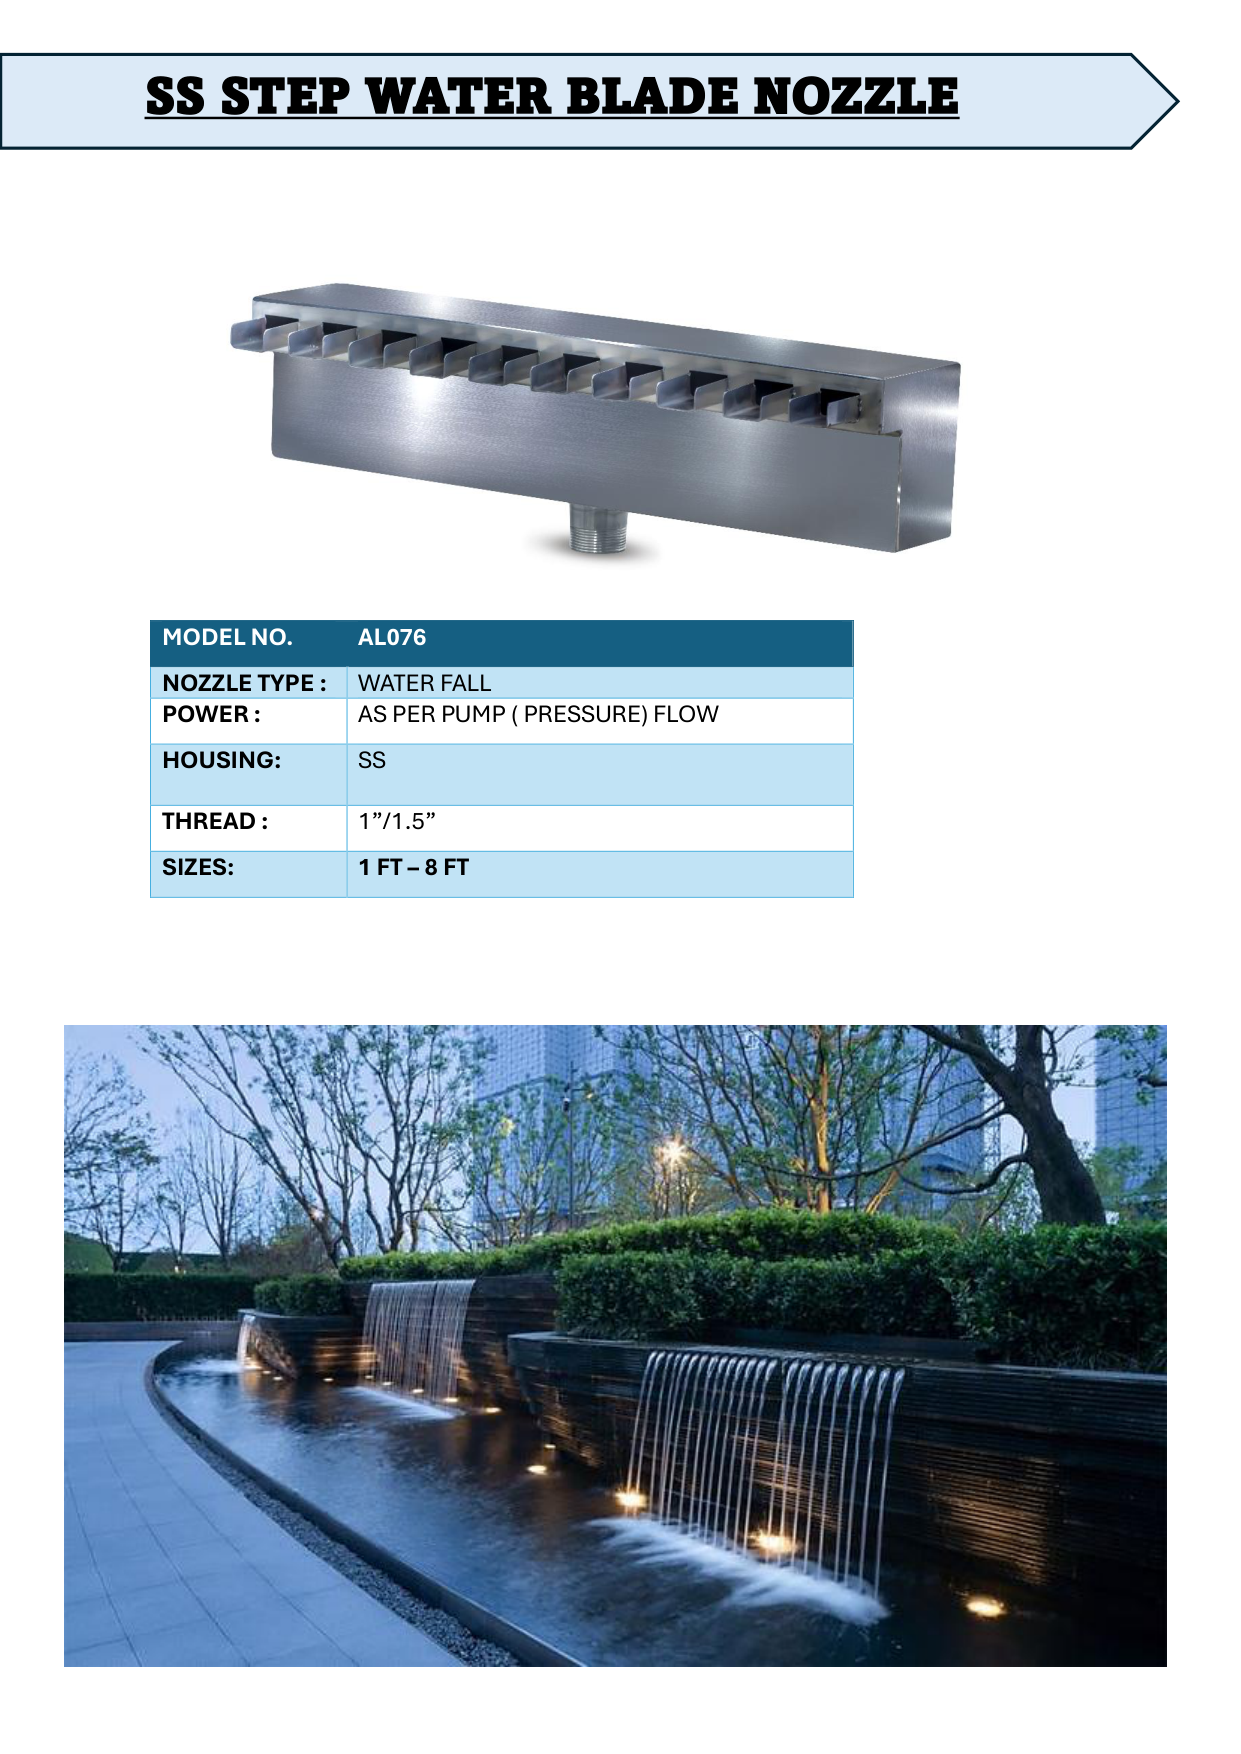 SS STEP WATER BLADE NOZZLE
MODEL NO. AL076
NOZZLE TYPE : WATER FALL
POWER : AS PER PUMP ( PRESSURE) FLOW
HOUSING: SS
THREAD : 1”/1.5”
SIZES: 1 FT – 8 FT